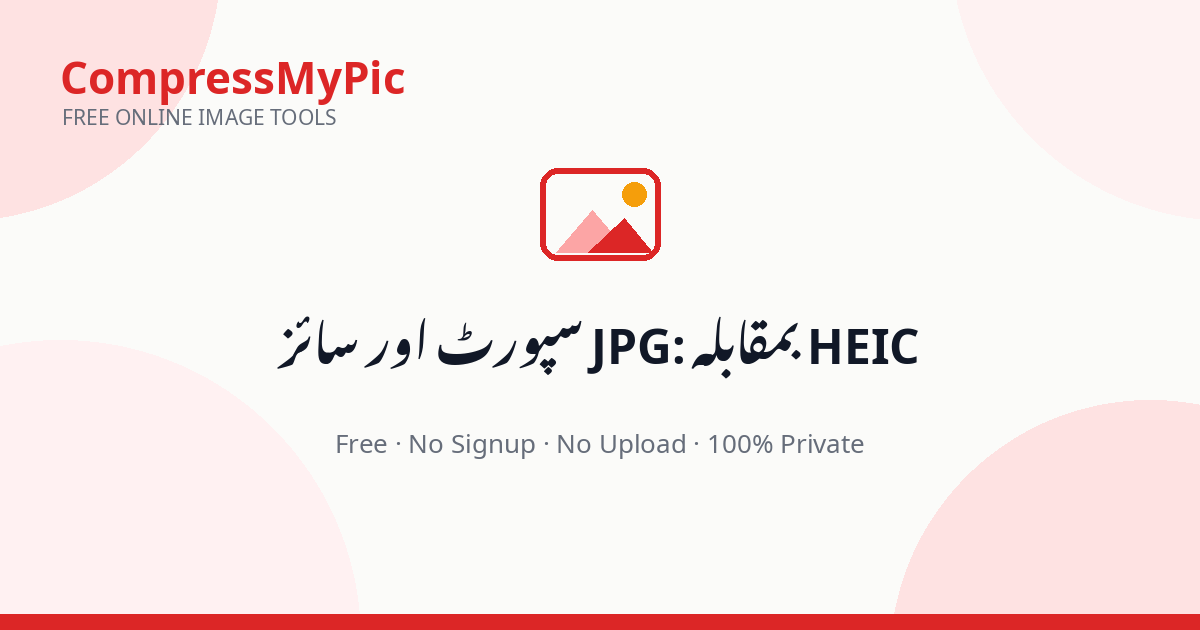 CompressMyPic
FREE ONLINE IMAGE TOOLS
HEIC بمقابلہ JPG: سپورٹ اور سائز
Free · No Signup · No Upload · 100% Private